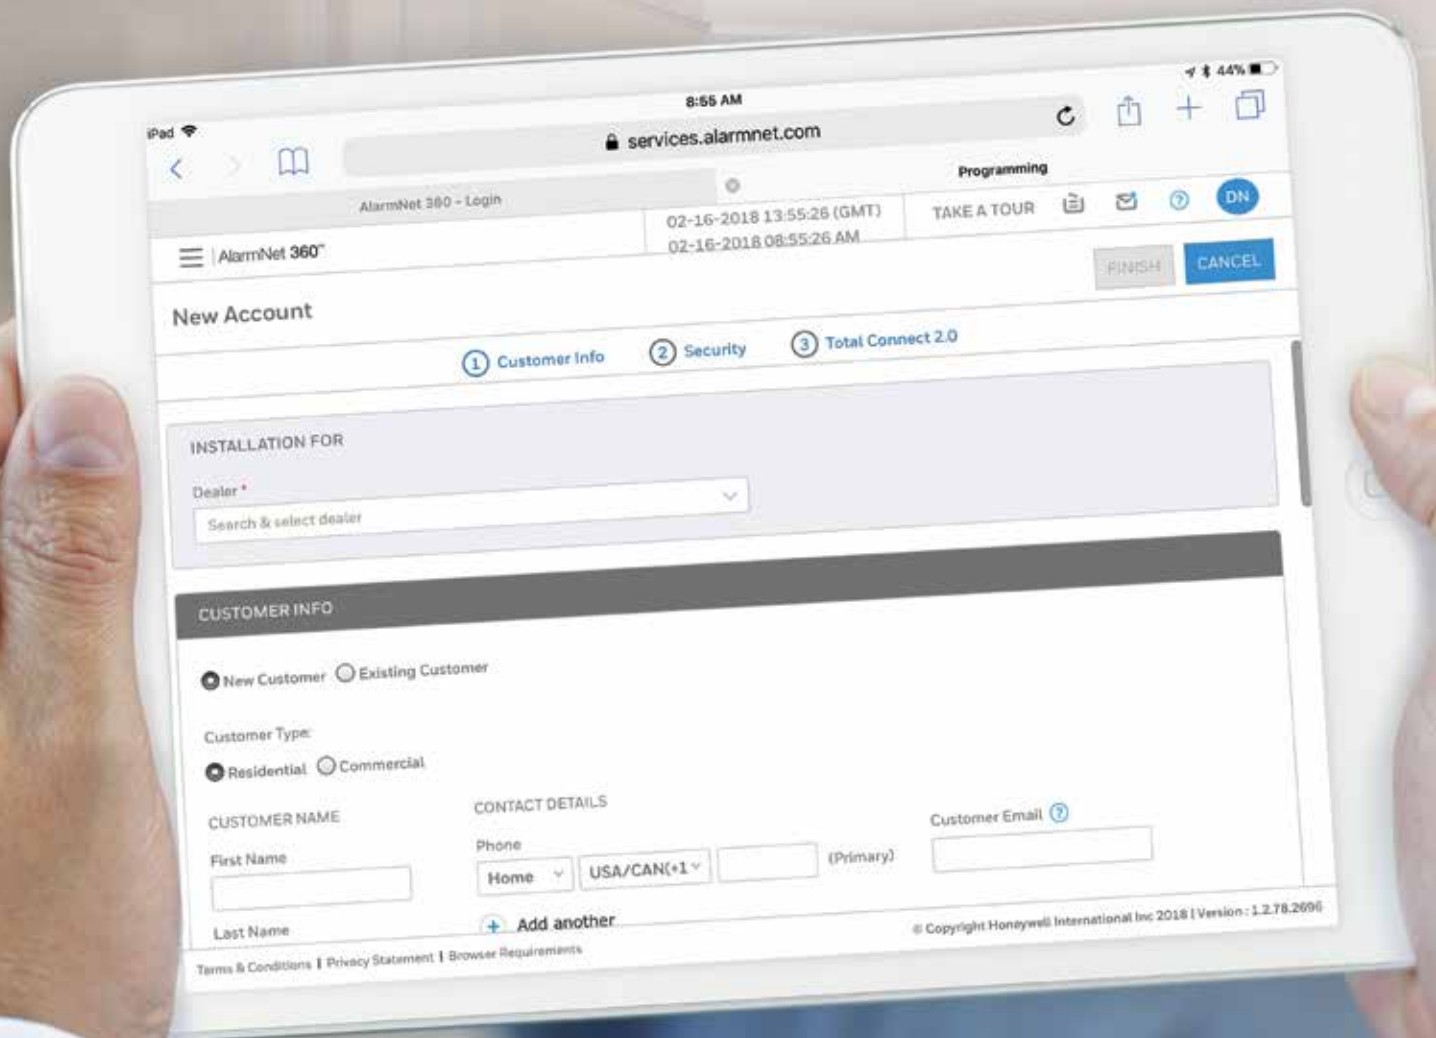 iPad
8:55 AM
44%
services.alarmnet.com
AlarmNet 360 - Login
Programming
AlarmNet 360™
02-16-2018 13:55:26 (GMT)
02-16-2018 08:55:26 AM
TAKE A TOUR
?
DN
New Account
FINISH
CANCEL
1 Customer Info
2 Security
3 Total Connect 2.0
INSTALLATION FOR
Dealer *
Search & select dealer
CUSTOMER INFO
New Customer Existing Customer
Customer Type:
Residential Commercial
CUSTOMER NAME
CONTACT DETAILS
Customer Email ?
First Name
Phone
Home USA/CAN(+1 (Primary)
Last Name
+ Add another
© Copyright Honeywell International Inc 2018 | Version : 1.2.78.2696
Terms & Conditions | Privacy Statement | Browser Requirements